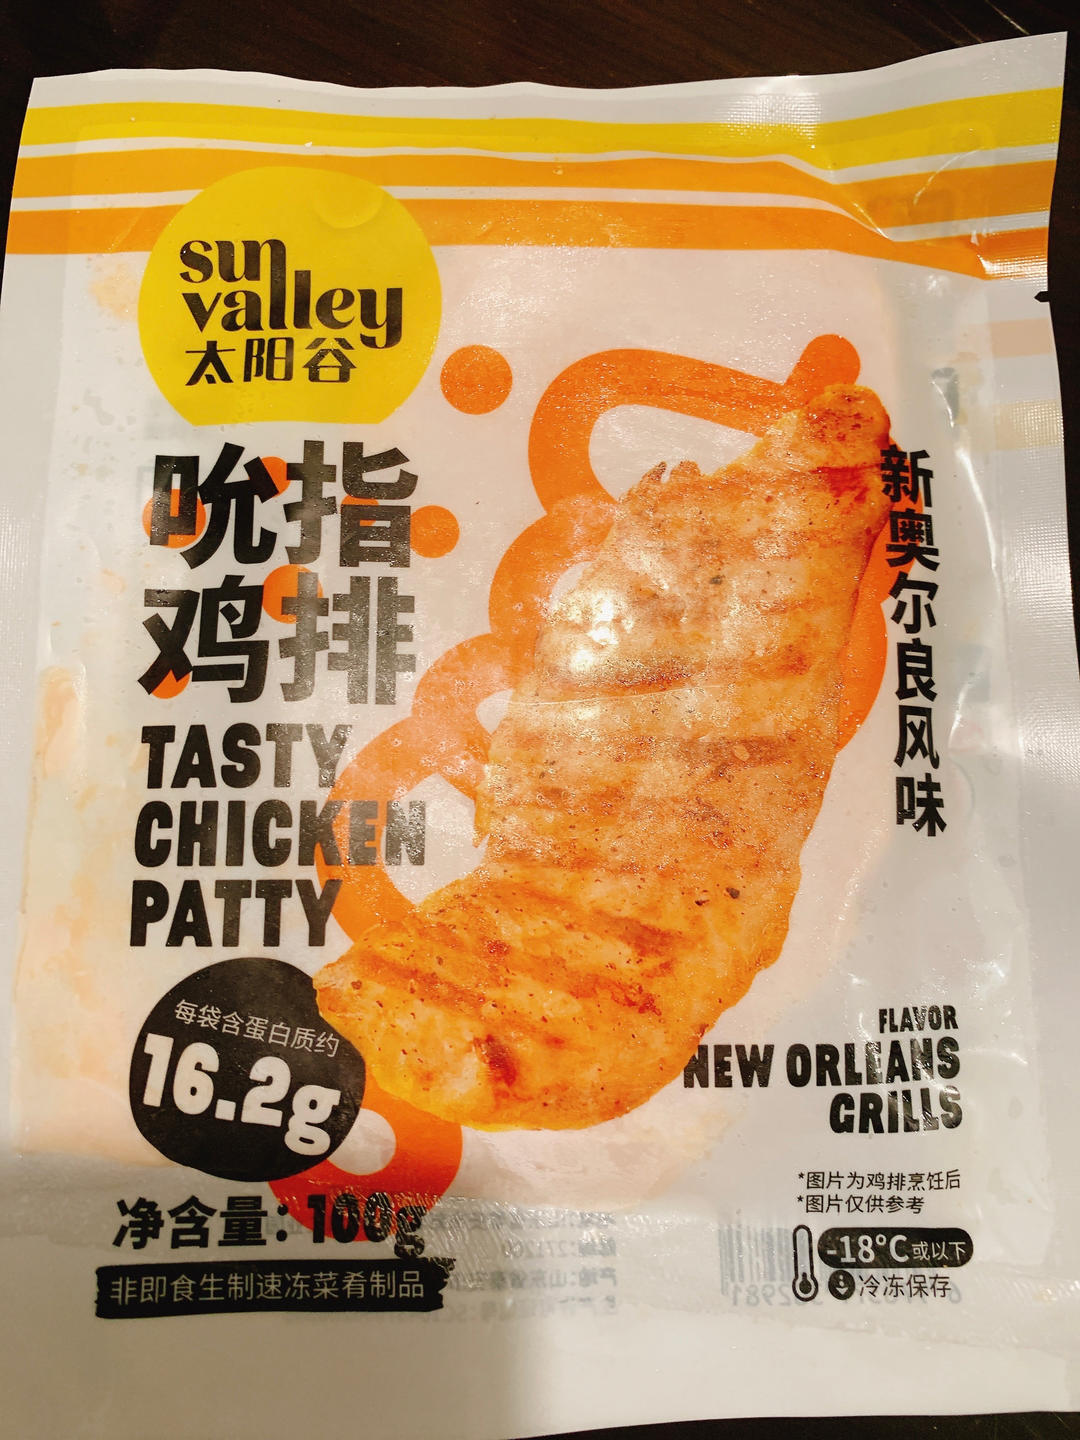 sun
valley
太阳谷
吮指
鸡排
新奥尔良风味
TASTY
CHICKEN
PATTY
每袋含蛋白质约
16.2g
FLAVOR
NEW ORLEANS
GRILLS
*图片为鸡排烹饪后
*图片仅供参考
净含量：100g
-18°C或以下
冷冻保存
非即食生制速冻菜肴制品